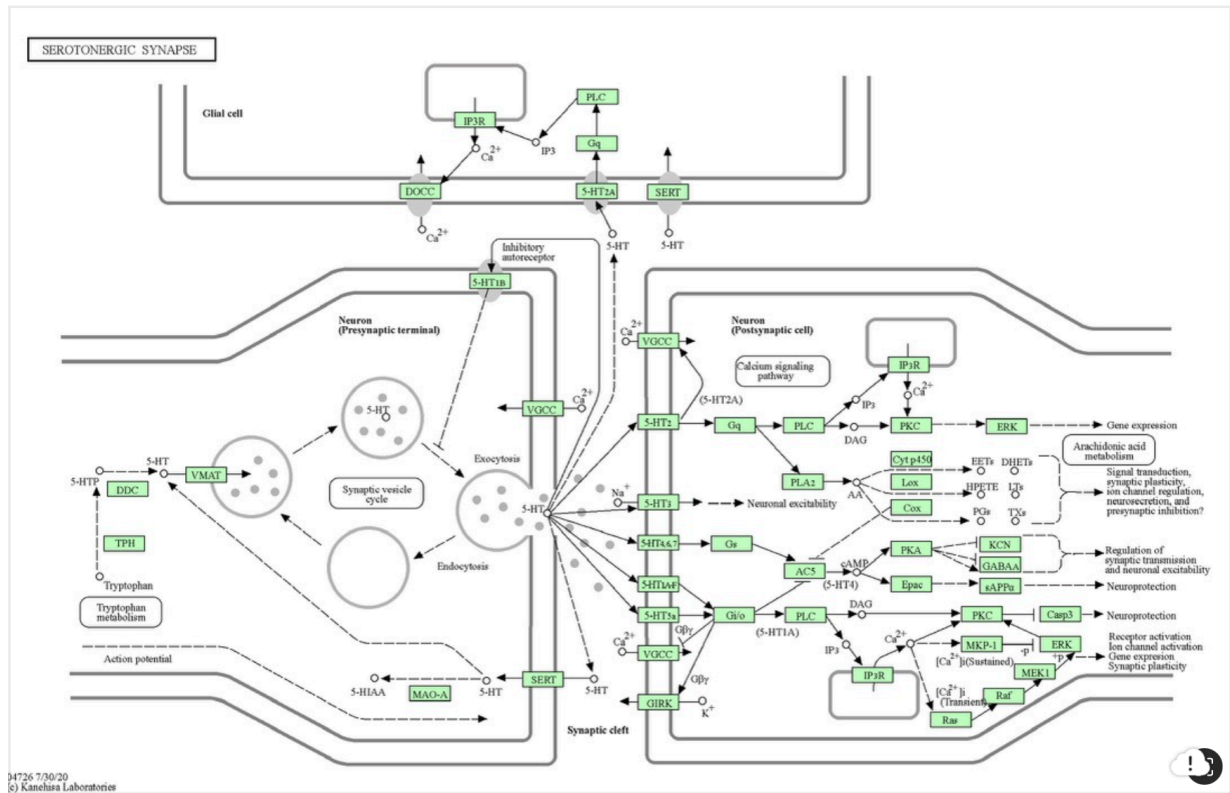 SEROTONERGIC SYNAPSE
Glial cell
PLC
IP3R
IP3
Ca2+
Gq
DOCC
5-HT2A
SERT
Ca2+
5-HT
5-HT
Inhibitory
autoreceptor
5-HT1B
Neuron
(Presynaptic terminal)
Neuron
(Postsynaptic cell)
Ca2+
VGCC
Calcium signaling
pathway
IP3R
Ca2+
IP3
(5-HT2A)
5-HT
VGCC
Ca2+
5-HT2
Gq
PLC
DAG
PKC
ERK
Gene expression
Exocytosis
5-HT
5-HTP
DDC
VMAT
Synaptic vesicle
cycle
PLA2
AA
Cyt p450
Lox
Cox
EETs
DHETs
HPETE
LTs
PGs
TXs
Arachidonic acid
metabolism
Signal transduction,
synaptic plasticity,
ion channel regulation,
neurosecretion, and
presynaptic inhibition?
Na+
5-HT3
Neuronal excitability
5-HT
TPH
5-HT4,6,7
Gs
AC5
cAMP
(5-HT4)
PKA
KCN
GABAA
Regulation of
synaptic transmission
and neuronal excitability
Endocytosis
Tryptophan
Tryptophan
metabolism
5-HT1A-F
Epac
sAPPα
Neuroprotection
5-HT5a
Gi/o
(5-HT1A)
PLC
DAG
PKC
Casp3
Neuroprotection
Gβγ
Ca2+
VGCC
IP3
IP3R
Ca2+
MKP-1
-p
ERK
[Ca2+]i(Sustained)
+p
MEK1
Receptor activation
Ion channel activation
Gene expresion
Synaptic plasticity
Action potential
5-HIAA
MAO-A
5-HT
SERT
5-HT
Gβγ
GIRK
K+
[Ca2+]i
(Transient)
Raf
Ras
Synaptic cleft
04726 7/30/20
(c) Kanehisa Laboratories